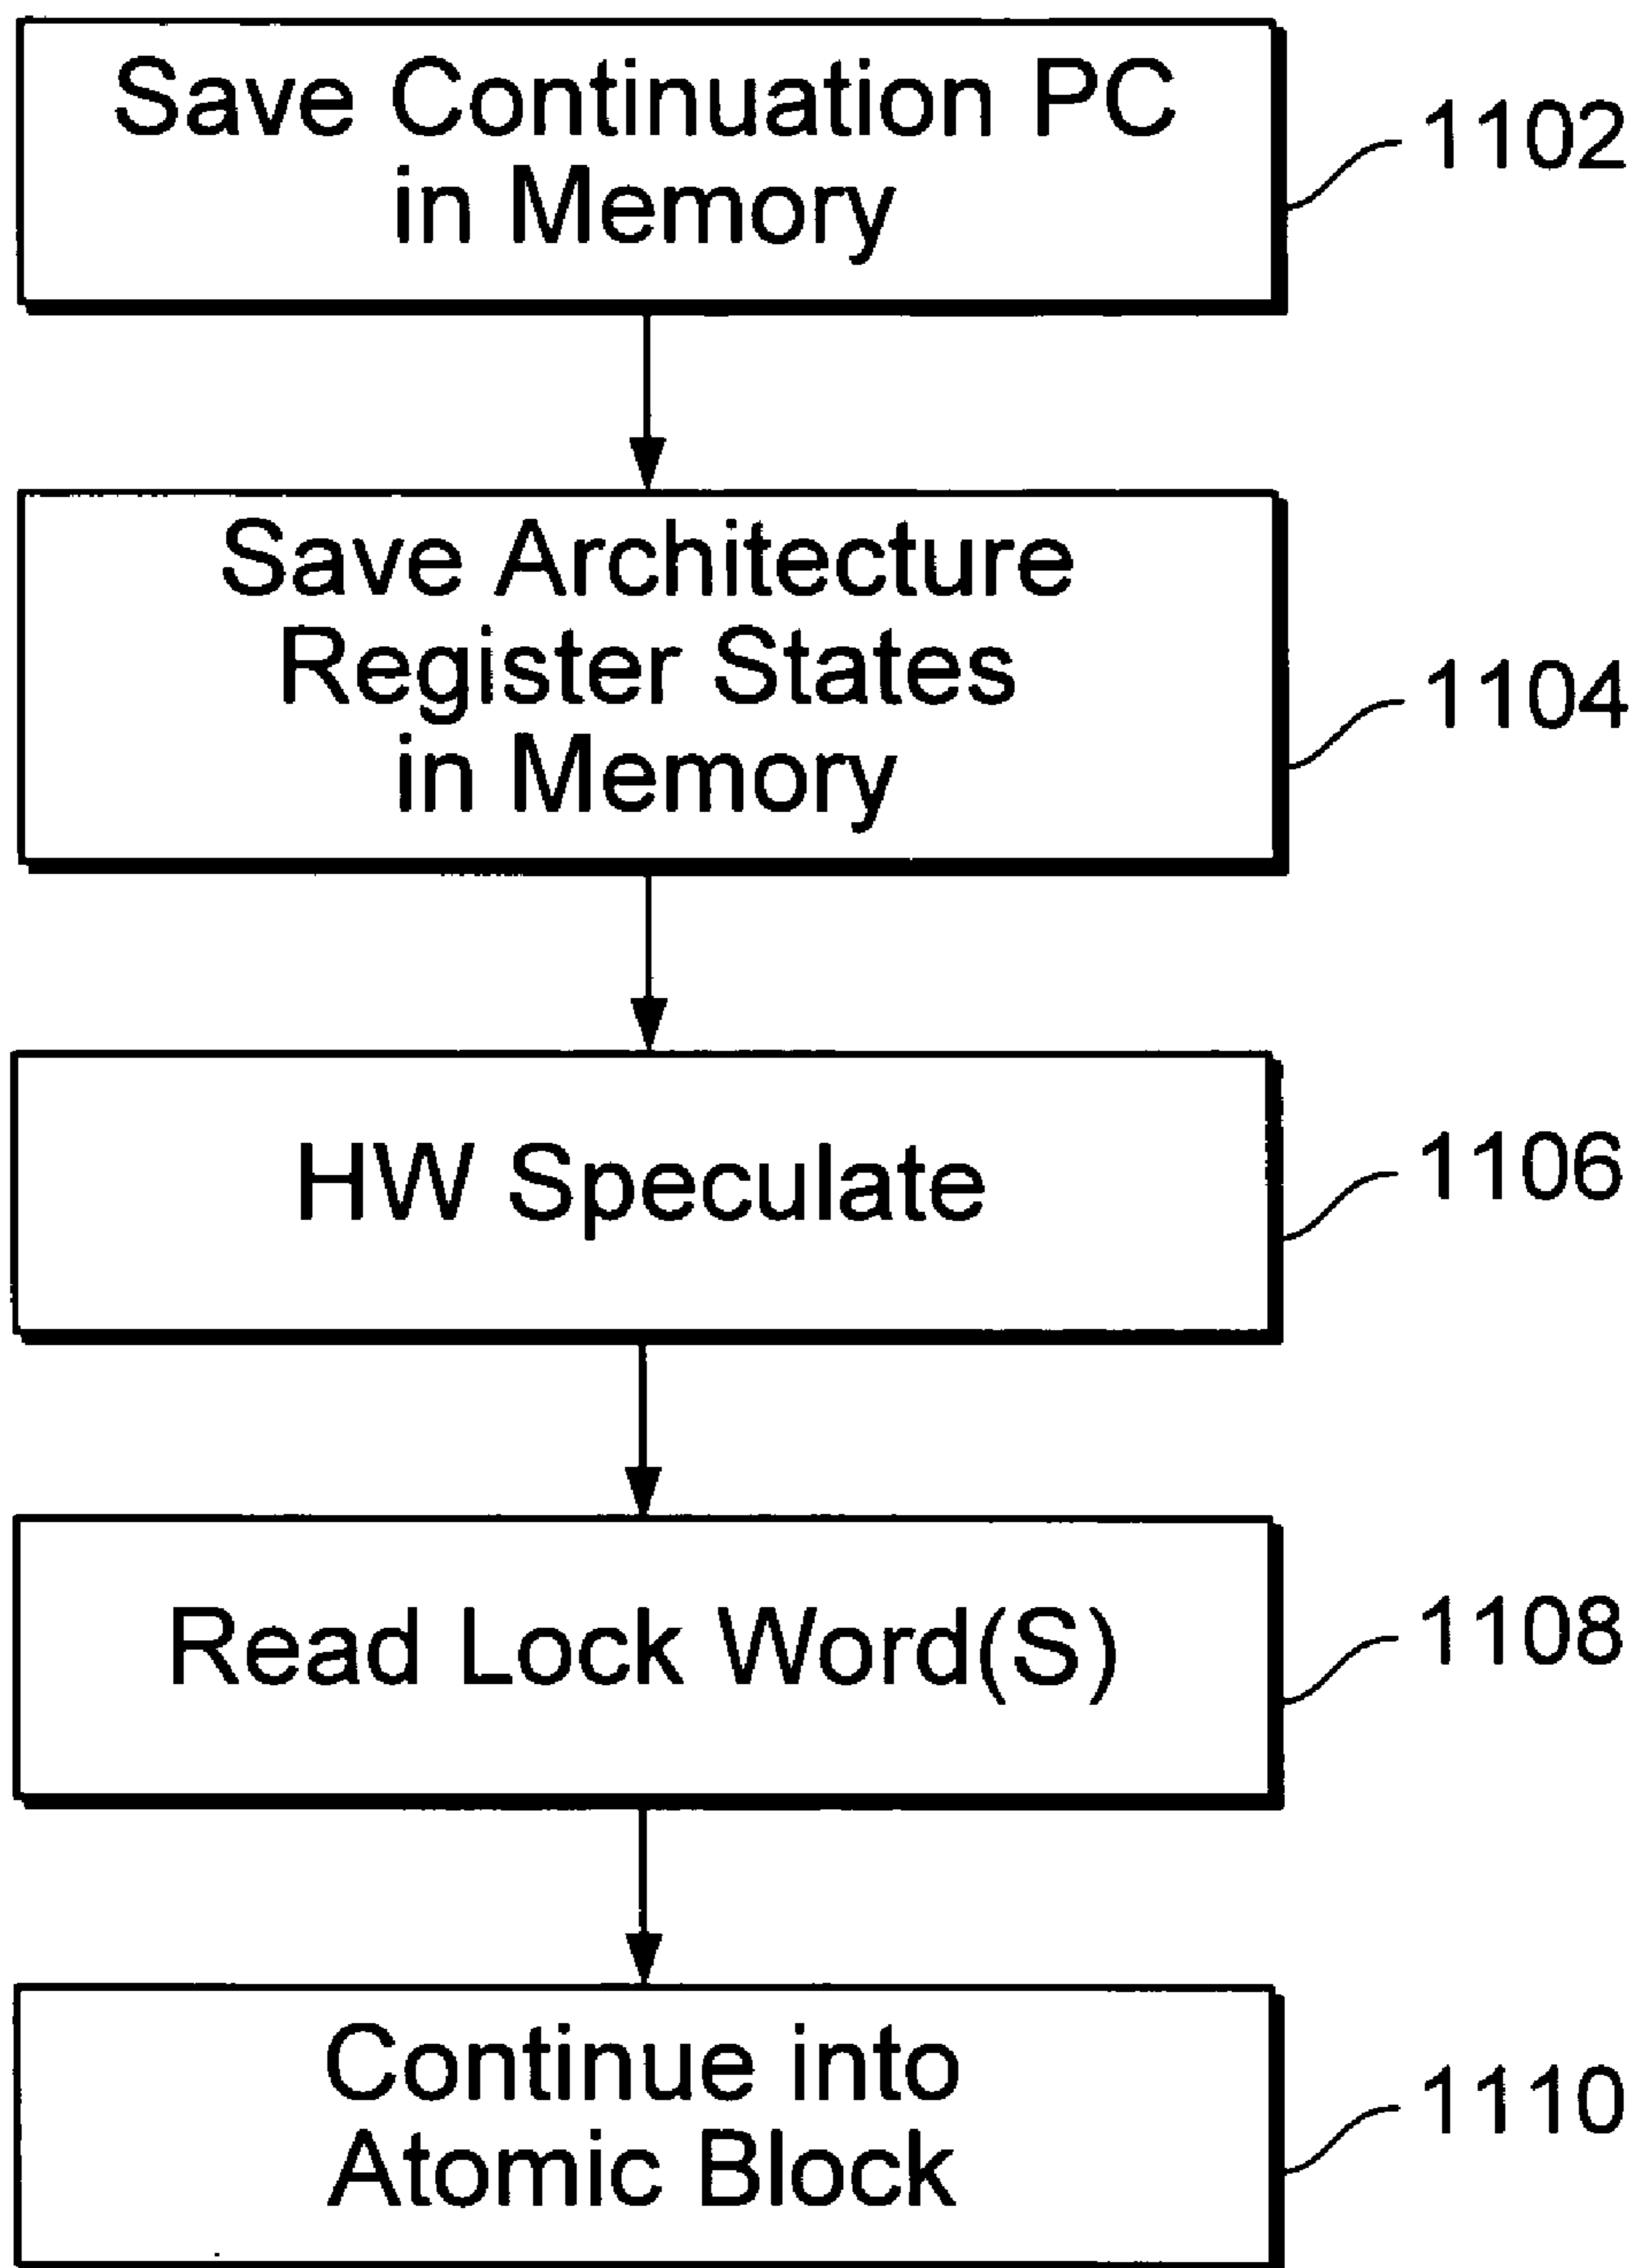 Save Continuation PC
in Memory
1102
Save Architecture
Register States
in Memory
1104
HW Speculate
1106
Read Lock Word(S)
1108
Continue into
Atomic Block
1110